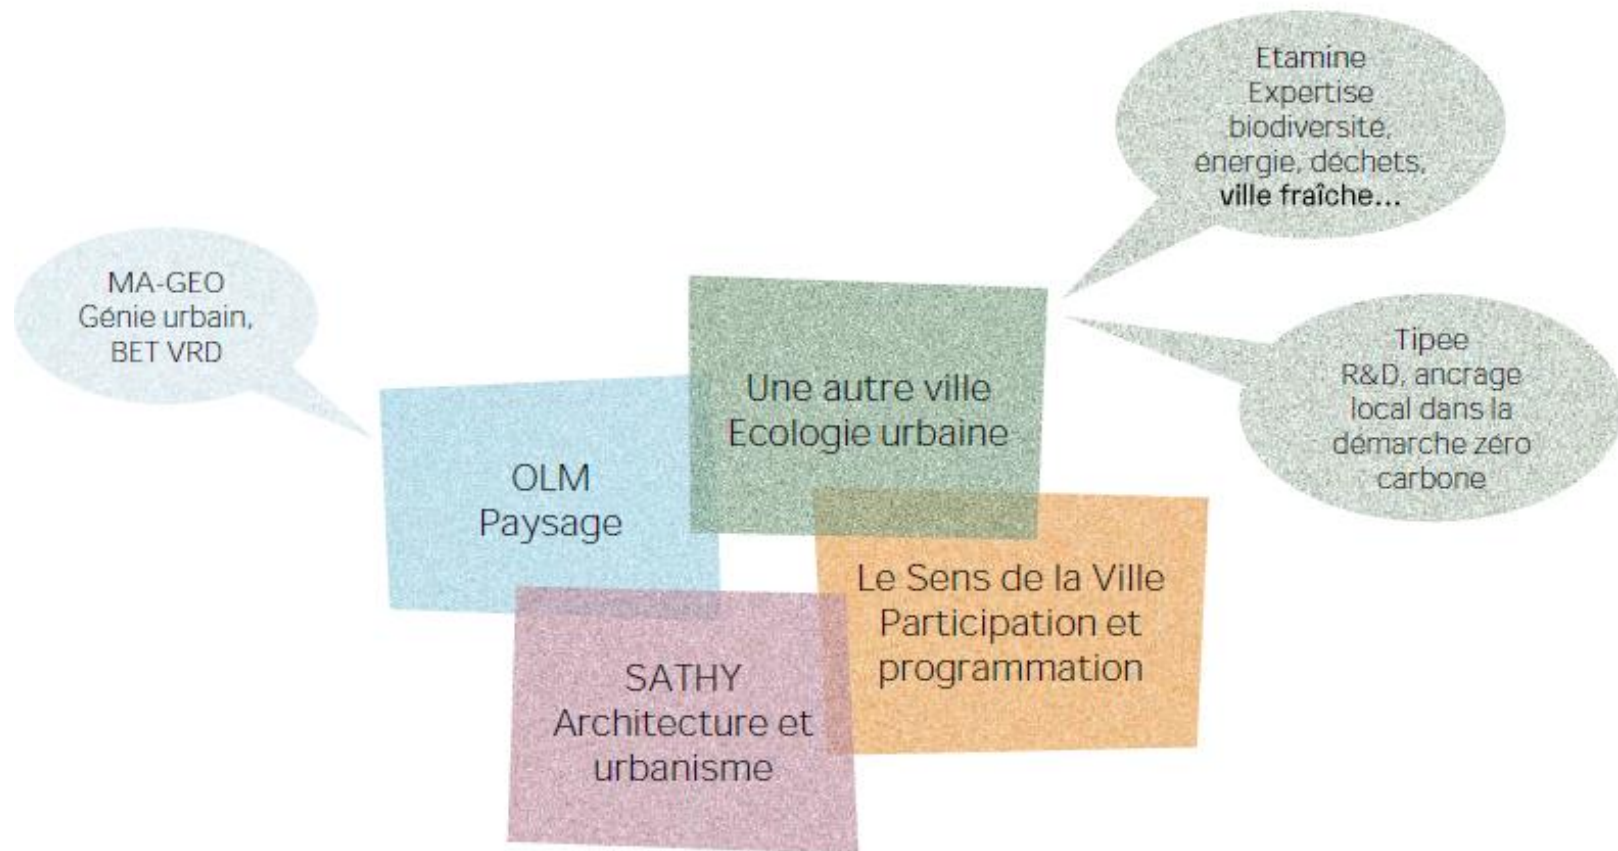 Etamine
Expertise
biodiversité,
énergie, déchets,
ville fraîche...
MA-GEO
Génie urbain,
BET VRD
Tipee
R&D, ancrage
local dans la
démarche zéro
carbone
Une autre ville
Ecologie urbaine
OLM
Paysage
Le Sens de la Ville
Participation et
programmation
SATHY
Architecture et
urbanisme